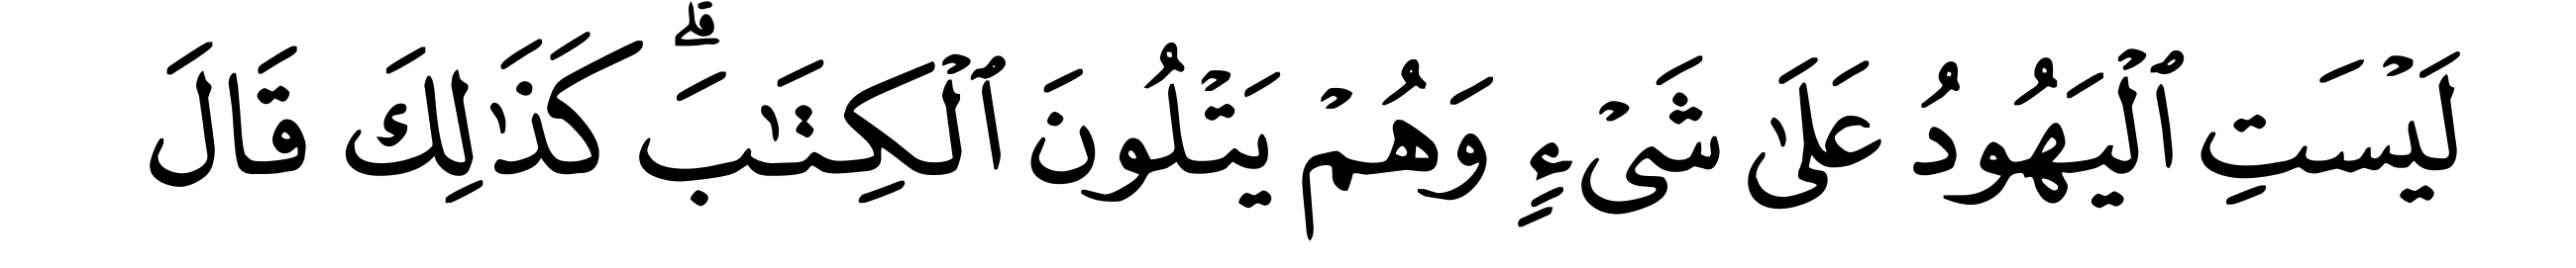 لَيۡسَتِ ٱلۡيَهُودُ عَلَىٰ شَيۡءٖ وَهُمۡ يَتۡلُونَ ٱلۡكِتَٰبَۗ كَذَٰلِكَ قَالَ